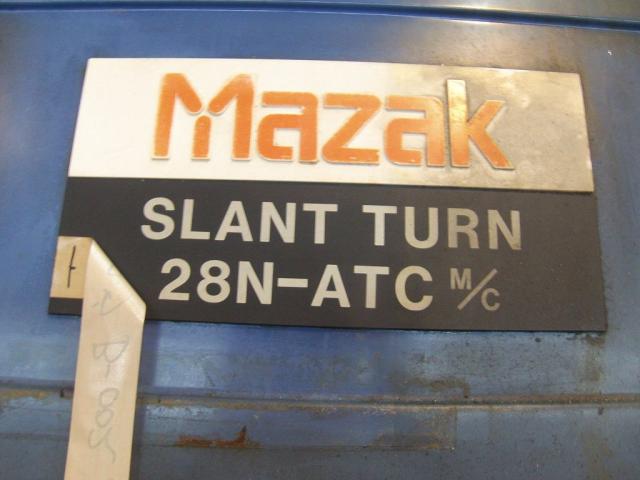 Mazak
SLANT TURN
28N-ATC M/C